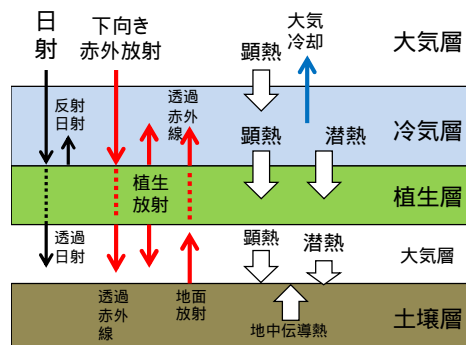 日
射
下向き
赤外放射
大気
冷却
大気層
顕熱
反射
日射
透過
赤外
線
顕熱
潜熱
冷気層
植生
放射
植生層
透過
日射
顕熱
潜熱
大気層
透過
赤外
線
地面
放射
地中伝導熱
土壌層